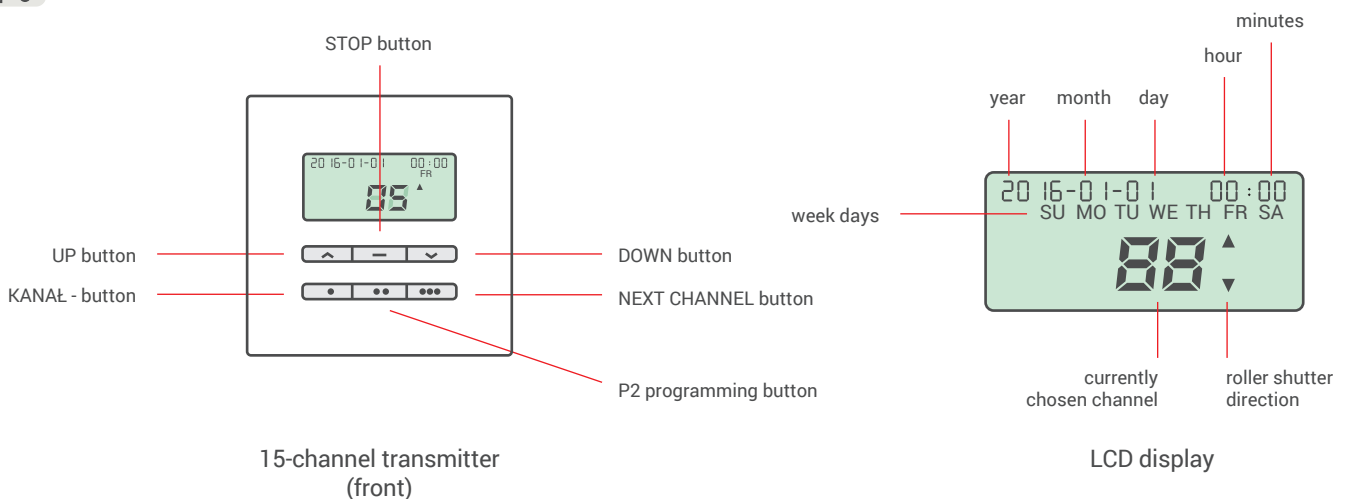 minutes
STOP button
hour
year month day
2016-01-01 00:00
FR
05
2016-01-01 00:00
week days
SU MO TU WE TH FR SA
88
UP button
DOWN button
KANAŁ - button
NEXT CHANNEL button
P2 programming button
currently
chosen channel
roller shutter
direction
15-channel transmitter
(front)
LCD display